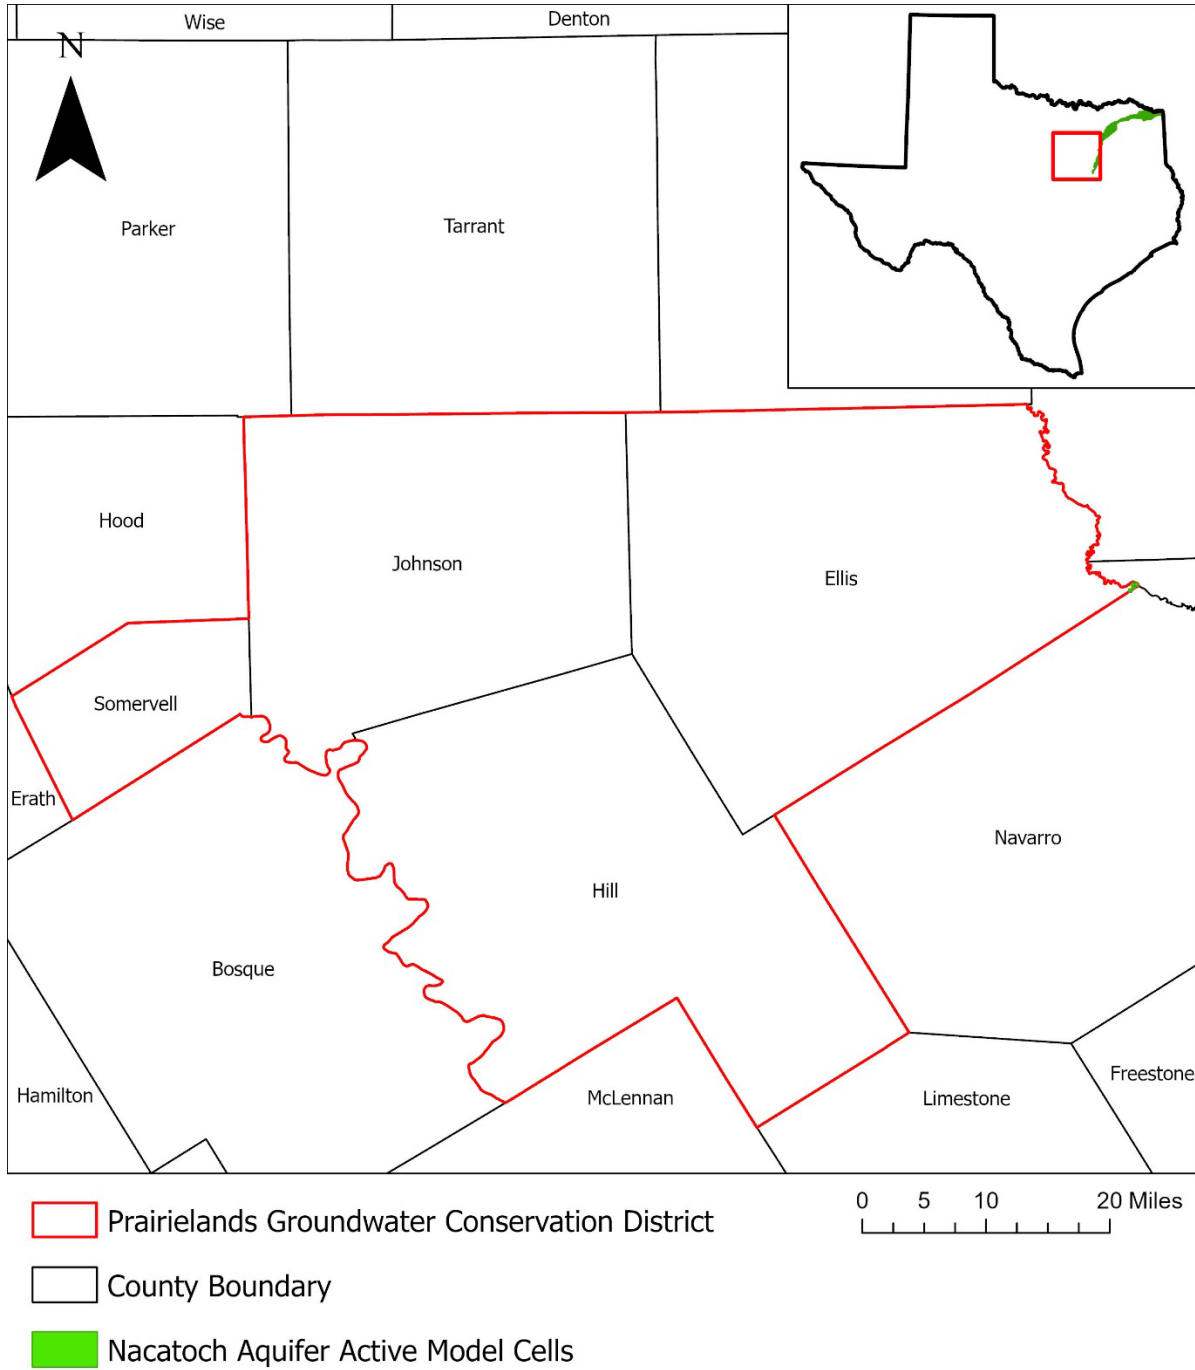 Wise
Denton
N
Parker
Tarrant
Hood
Johnson
Ellis
Somervell
Erath
Navarro
Hill
Bosque
Hamilton
McLennan
Limestone
Freestone
0 5 10 20 Miles
Prairielands Groundwater Conservation District
County Boundary
Nacatoch Aquifer Active Model Cells